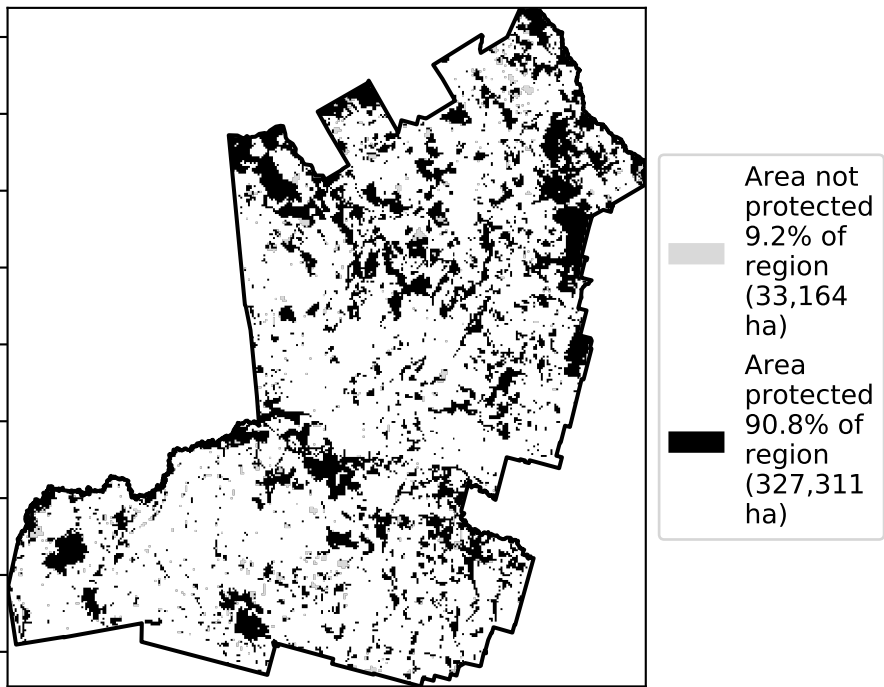 Area not
protected
9.2% of
region
(33,164
ha)
Area
protected
90.8% of
region
(327,311
ha)